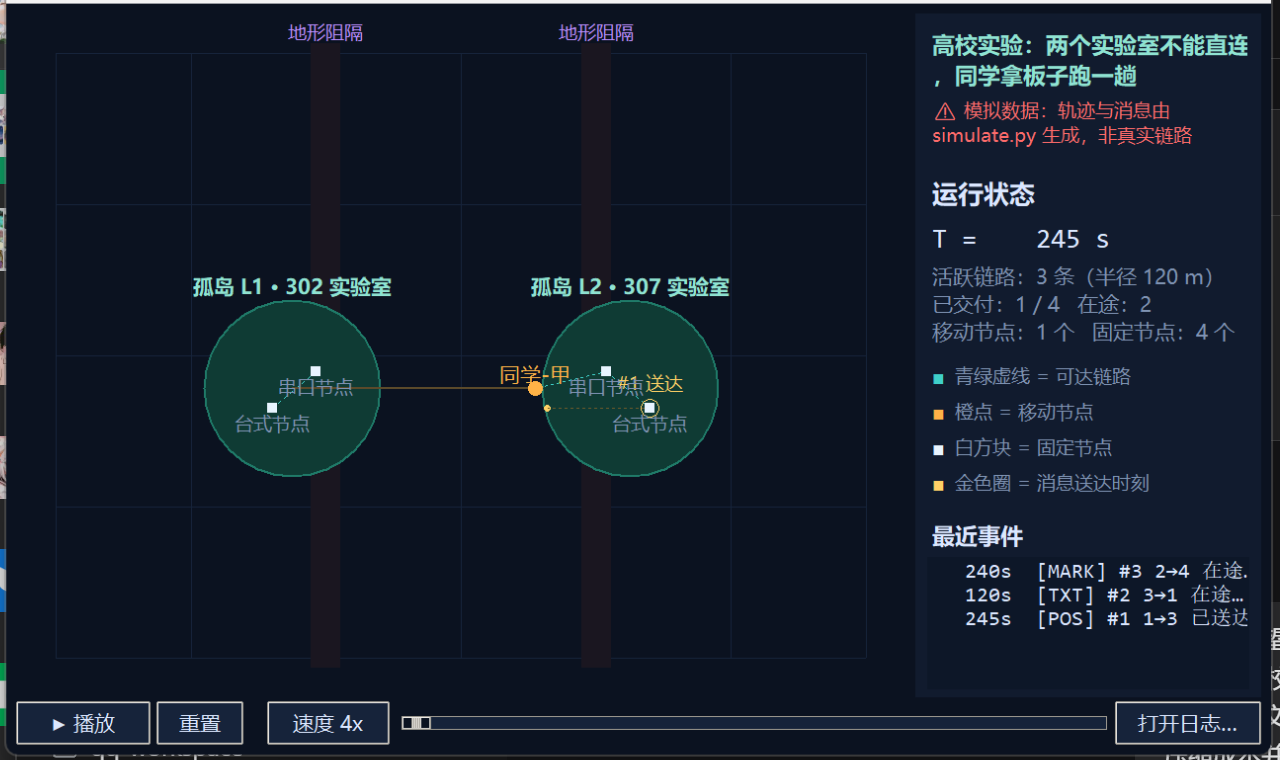 地形阻隔
地形阻隔
孤岛 L1・302 实验室
孤岛 L2・307 实验室
同学-甲
串口节点
台式节点
串口节点
#1 送达
台式节点
高校实验：两个实验室不能直连
，同学拿板子跑一趟
⚠ 模拟数据：轨迹与消息由
simulate.py 生成，非真实链路
运行状态
T = 245 s
活跃链路：3 条（半径 120 m）
已交付：1 / 4 在途：2
移动节点：1 个 固定节点：4 个
青绿虚线 = 可达链路
橙点 = 移动节点
白方块 = 固定节点
金色圈 = 消息送达时刻
最近事件
240s [MARK] #3 2→4 在途…
120s [TXT] #2 3→1 在途…
245s [POS] #1 1→3 已送达
► 播放
重置
速度 4x
打开日志...